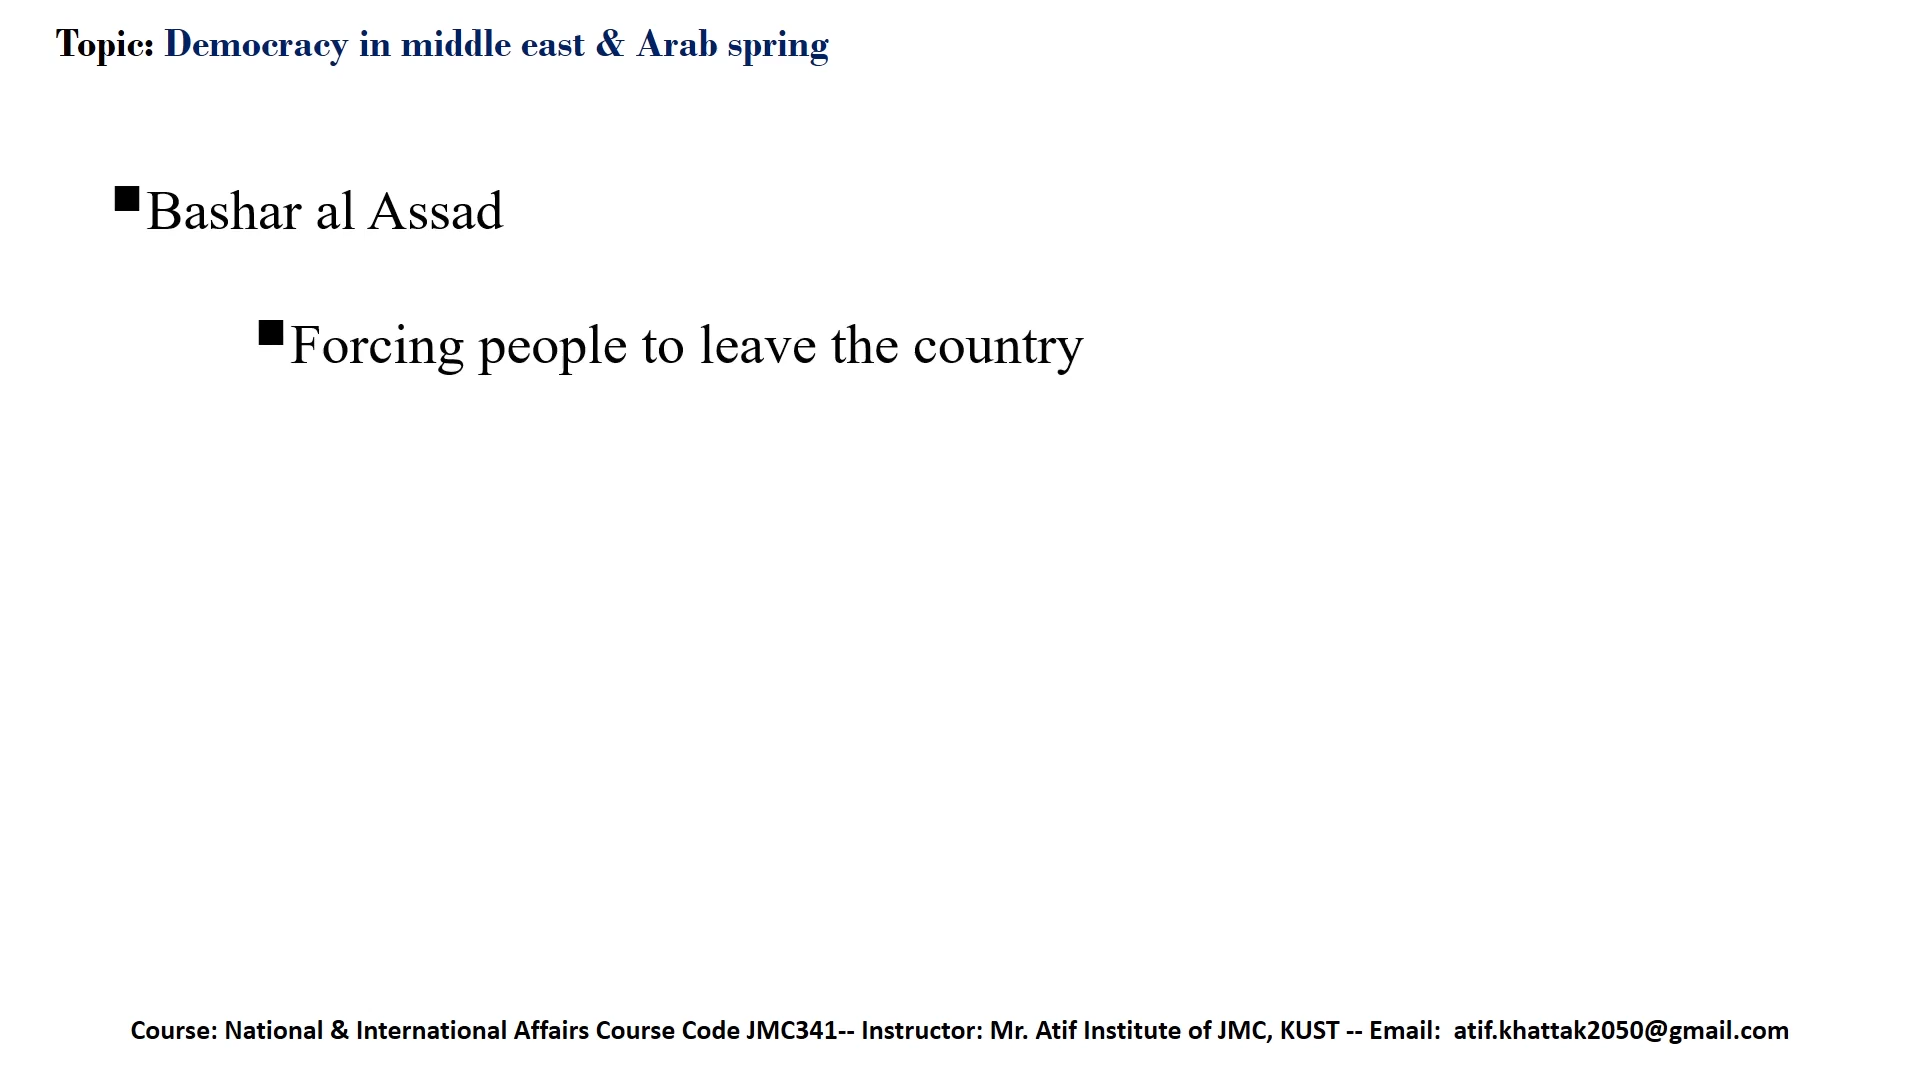 Topic: Democracy in middle east & Arab spring
■Bashar al Assad
■Forcing people to leave the country
Course: National & International Affairs Course Code JMC341-- Instructor: Mr. Atif Institute of JMC, KUST -- Email:  atif.khattak2050@gmail.com